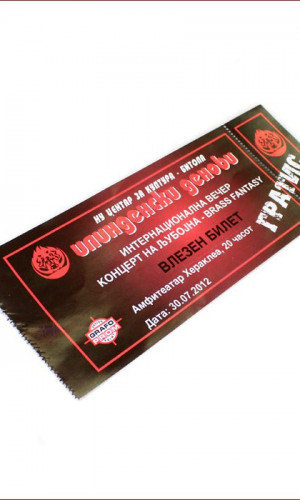 НУ ЦЕНТАР ЗА КУЛТУРА - БИТОЛА
ИЛИНДЕНСКИ ДЕНОВИ
ИНТЕРНАЦИОНАЛНА ВЕЧЕР
КОНЦЕРТ НА ЉУБОЈНА - BRASS FANTASY
ВЛЕЗЕН БИЛЕТ
Амфитеатар Хераклеа, 20 часот
Дата: 30.07.2012
ГРАТИС
GRAFO